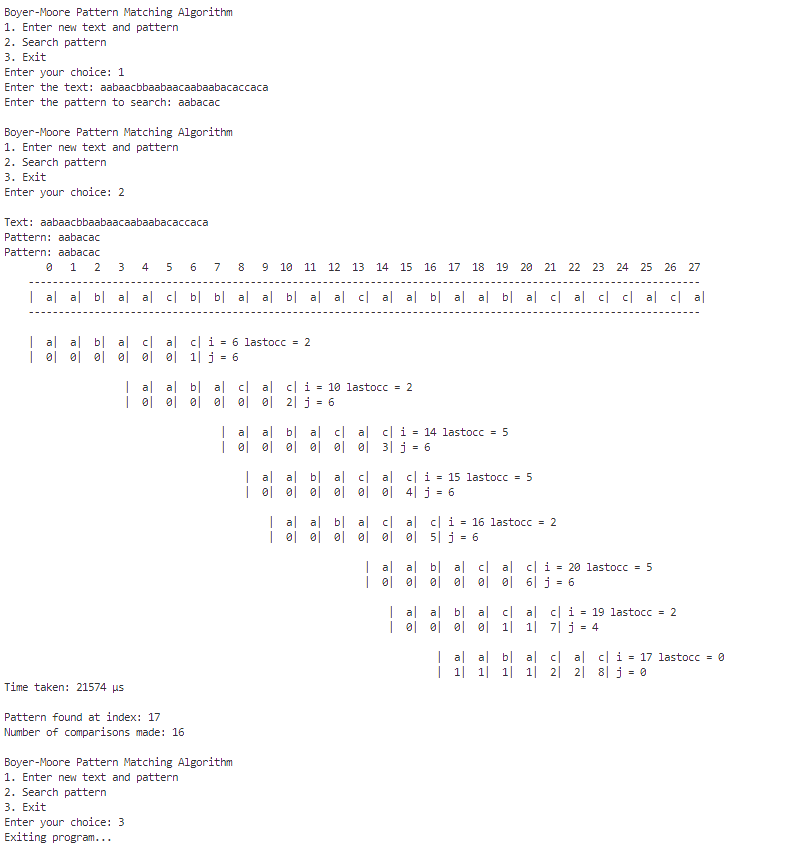 Boyer-Moore Pattern Matching Algorithm
1. Enter new text and pattern
2. Search pattern
3. Exit
Enter your choice: 1
Enter the text: aabaacbbaabaacaabaabacaccaca
Enter the pattern to search: aabacac
Boyer-Moore Pattern Matching Algorithm
1. Enter new text and pattern
2. Search pattern
3. Exit
Enter your choice: 2
Text: aabaacbbaabaacaabaabacaccaca
Pattern: aabacac
Pattern: aabacac
0 1 2 3 4 5 6 7 8 9 10 11 12 13 14 15 16 17 18 19 20 21 22 23 24 25 26 27
----------------------------------------------------------------------------------------------------------------
| a| a| b| a| a| c| b| b| a| a| b| a| a| c| a| a| b| a| a| b| a| c| a| c| c| a| c| a|
----------------------------------------------------------------------------------------------------------------
| a| a| b| a| c| a| c| i = 6 lastocc = 2
| 0| 0| 0| 0| 0| 0| 1| j = 6
| a| a| b| a| c| a| c| i = 10 lastocc = 2
| 0| 0| 0| 0| 0| 0| 2| j = 6
| a| a| b| a| c| a| c| i = 14 lastocc = 5
| 0| 0| 0| 0| 0| 0| 3| j = 6
| a| a| b| a| c| a| c| i = 15 lastocc = 5
| 0| 0| 0| 0| 0| 0| 4| j = 6
| a| a| b| a| c| a| c| i = 16 lastocc = 2
| 0| 0| 0| 0| 0| 0| 5| j = 6
| a| a| b| a| c| a| c| i = 20 lastocc = 5
| 0| 0| 0| 0| 0| 0| 6| j = 6
| a| a| b| a| c| a| c| i = 19 lastocc = 2
| 0| 0| 0| 0| 1| 1| 7| j = 4
| a| a| b| a| c| a| c| i = 17 lastocc = 0
| 1| 1| 1| 1| 2| 2| 8| j = 0
Time taken: 21574 µs
Pattern found at index: 17
Number of comparisons made: 16
Boyer-Moore Pattern Matching Algorithm
1. Enter new text and pattern
2. Search pattern
3. Exit
Enter your choice: 3
Exiting program...